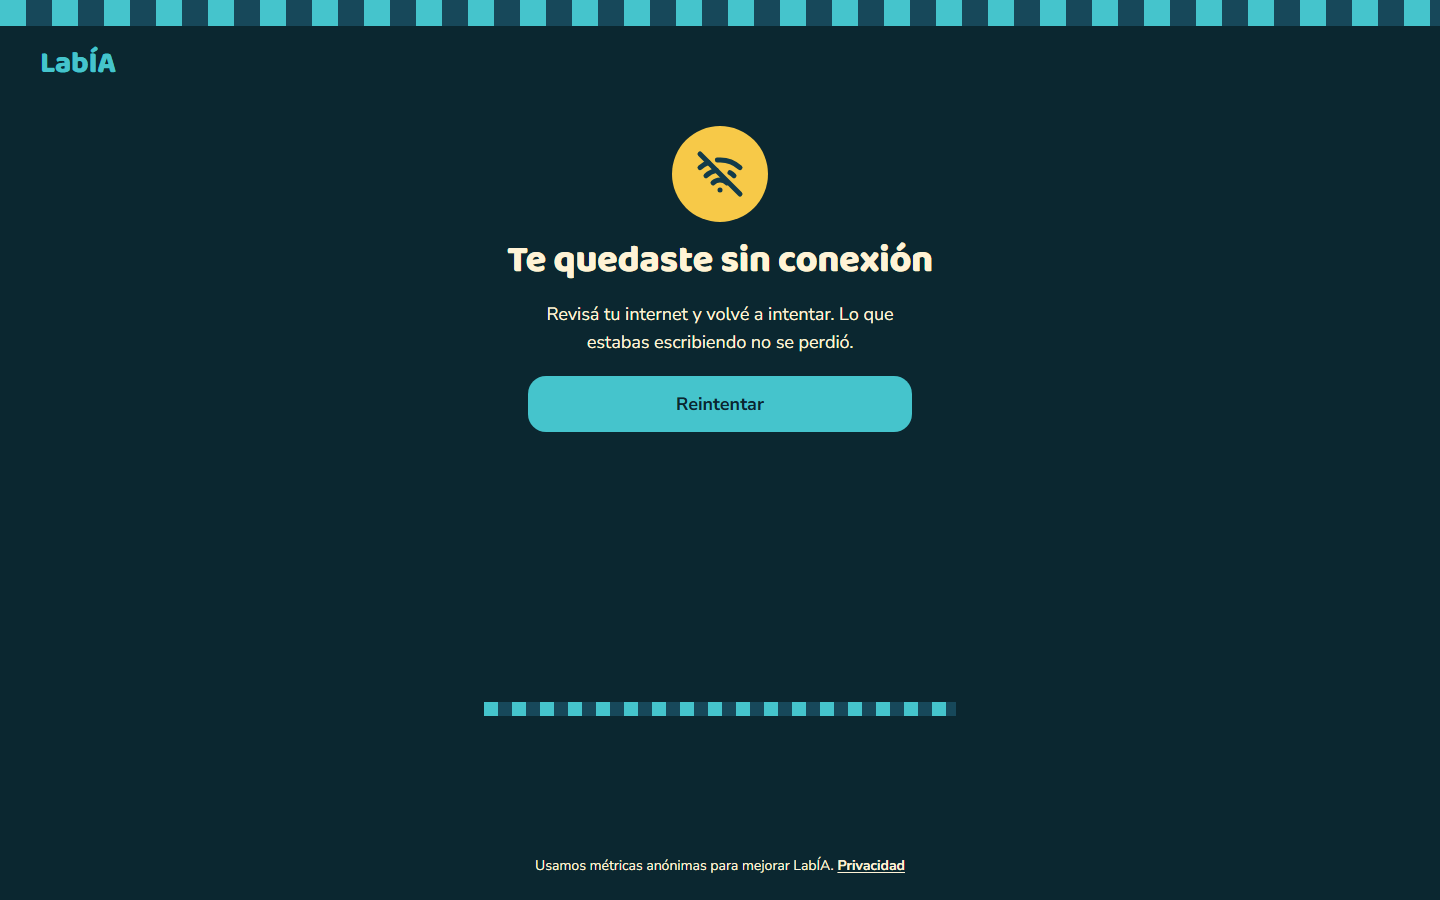 LabÍA
Te quedaste sin conexión
Revisá tu internet y volvé a intentar. Lo que
estabas escribiendo no se perdió.
Reintentar
Usamos métricas anónimas para mejorar LabÍA. Privacidad